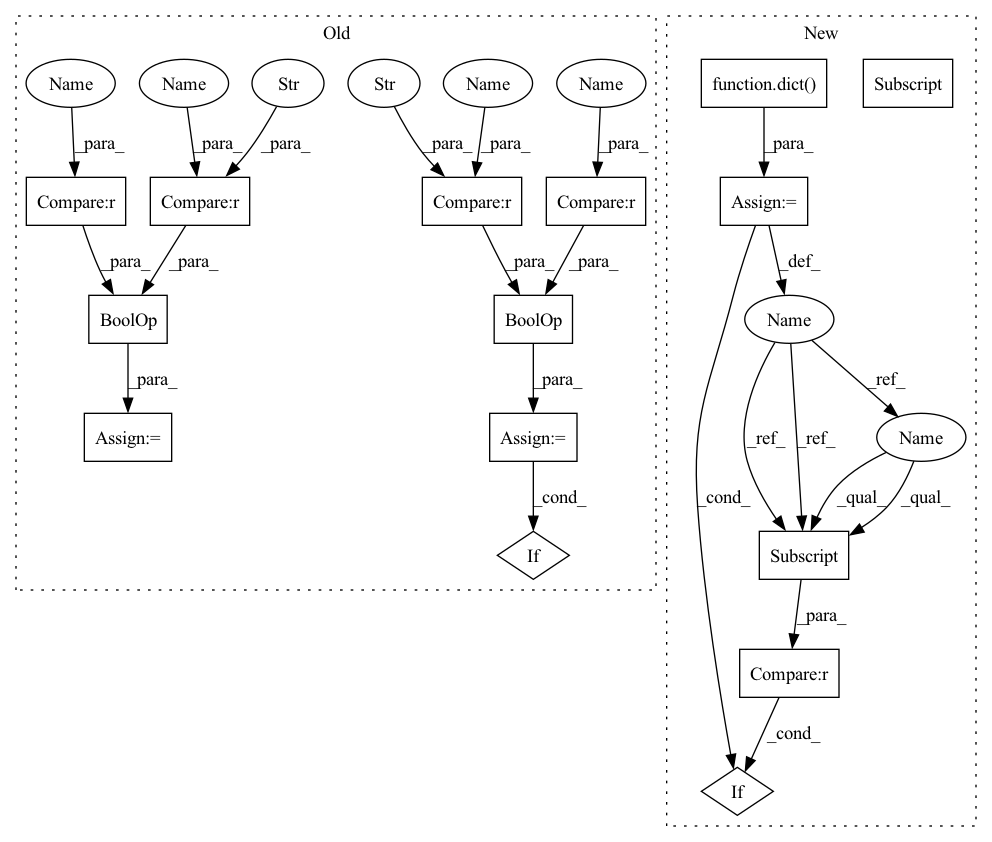 Old
New
Name
Name
Str
Str
Name
Name
function.dict()
Subscript
_para_
_para_
_para_
_para_
_para_
_para_
_para_
Compare:r
Compare:r
Compare:r
Compare:r
Assign:=
_para_
_para_
_para_
_para_
_def_
BoolOp
BoolOp
Name
_para_
_para_
_ref_
Assign:=
Assign:=
_ref_
_ref_
Name
_cond_
_cond_
_qual_
_qual_
If
Subscript
_para_
Compare:r
_cond_
If